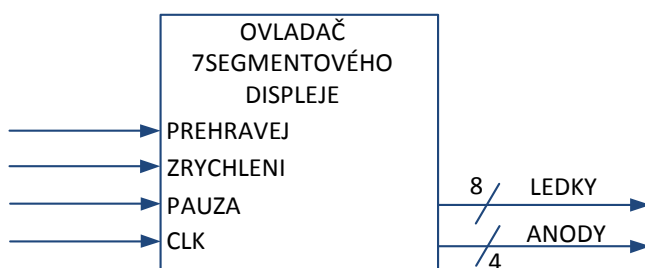 OVLADAČ
7SEGMENTOVÉHO
DISPLEJE
PREHRAVEJ
ZRYCHLENI
PAUZA
CLK
8 LEDKY
ANODY
4